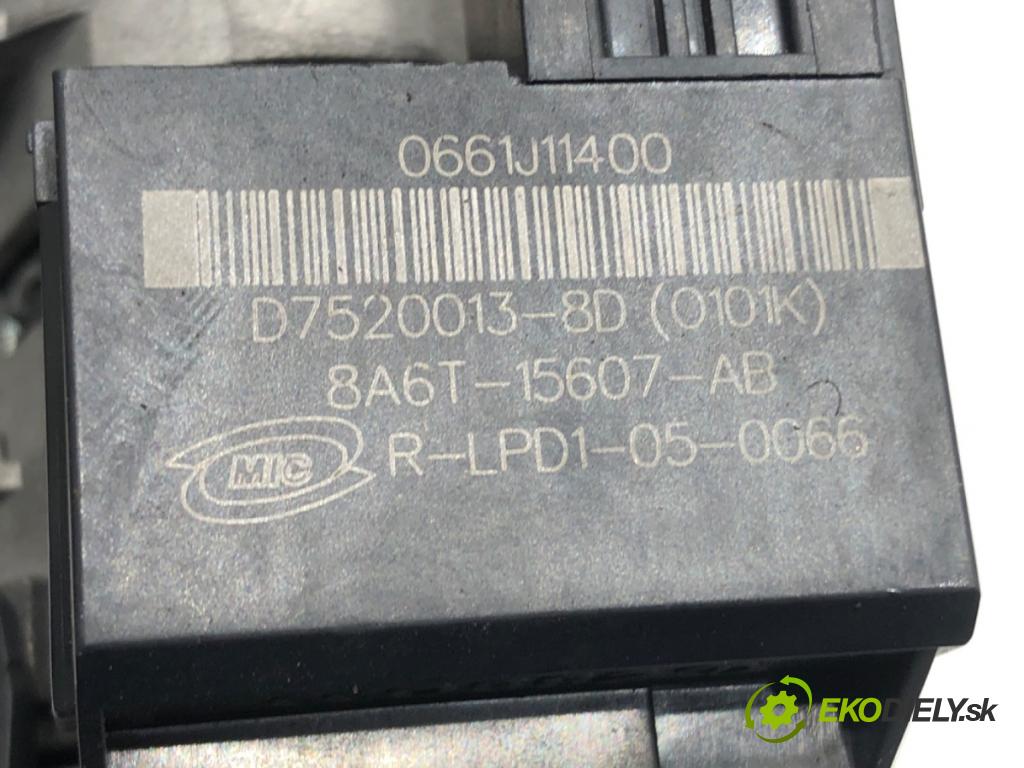 0661J11400
D7520013-8D (0101K)
8A6T-15607-AB
MIC R-LPD1-05-0066
EKODIELY.sk